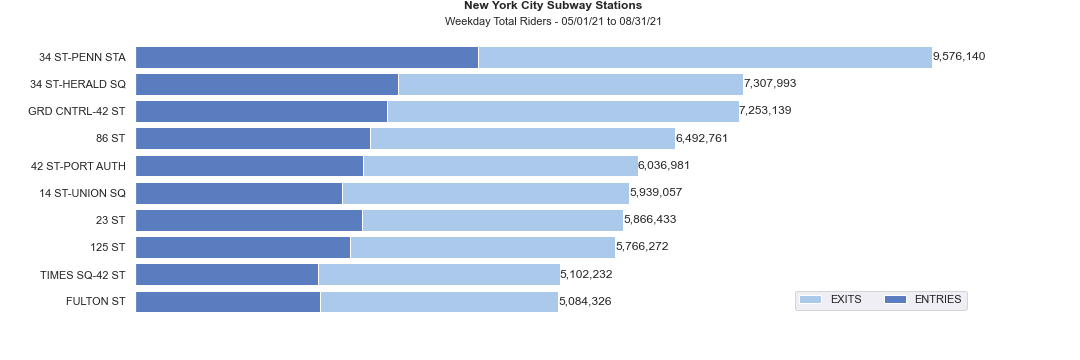 New York City Subway Stations
Weekday Total Riders - 05/01/21 to 08/31/21
34 ST-PENN STA 9,576,140
34 ST-HERALD SQ 7,307,993
GRD CNTRL-42 ST 7,253,139
86 ST 6,492,761
42 ST-PORT AUTH 6,036,981
14 ST-UNION SQ 5,939,057
23 ST 5,866,433
125 ST 5,766,272
TIMES SQ-42 ST 5,102,232
FULTON ST 5,084,326
EXITS ENTRIES